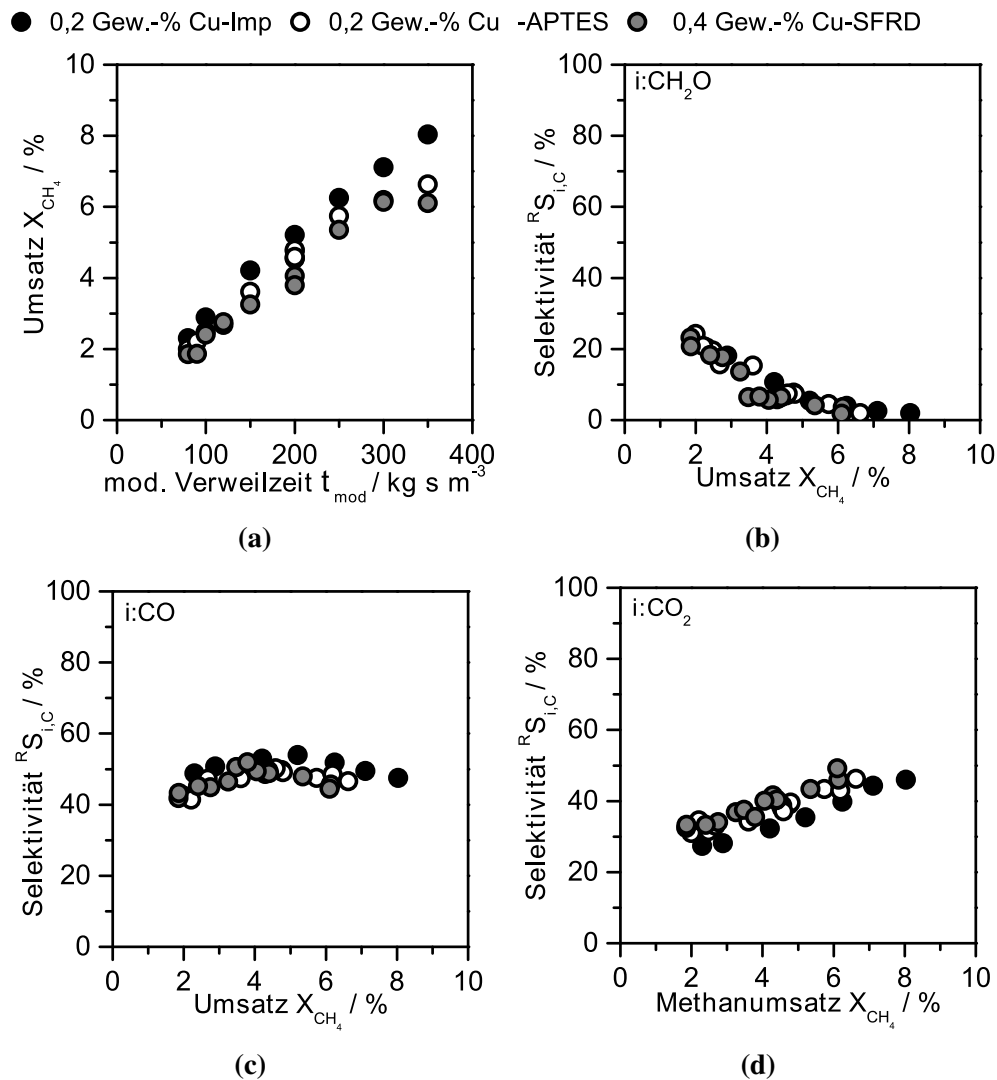 0,2 Gew.-% Cu-Imp 0,2 Gew.-% Cu -APTES 0,4 Gew.-% Cu-SFRD
10
8
6
4
2
0
Umsatz X_CH₄ / %
0 100 200 300 400
mod. Verweilzeit t_mod / kg s m⁻³
(a)
i:CH₂O
100
80
60
40
20
0
Selektivität ᴿS_i,C / %
0 2 4 6 8 10
Umsatz X_CH₄ / %
(b)
i:CO
100
80
60
40
20
0
Selektivität ᴿS_i,C / %
0 2 4 6 8 10
Umsatz X_CH₄ / %
(c)
i:CO₂
100
80
60
40
20
0
Selektivität ᴿS_i,C / %
0 2 4 6 8 10
Methanumsatz X_CH₄ / %
(d)